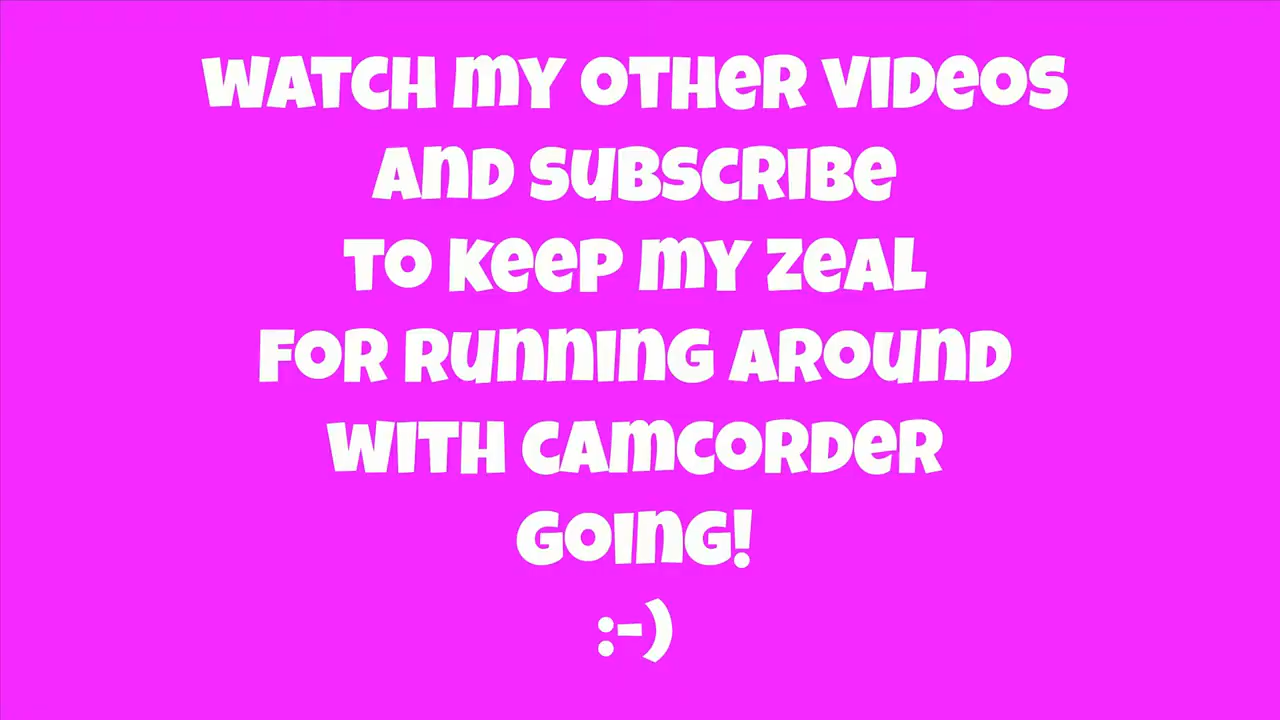 WATCH MY OTHER VIDEOS
AND SUBSCRIBE
TO KEEP MY ZEAL
FOR RUNNING AROUND
WITH CAMCORDER
GOING!
:-)